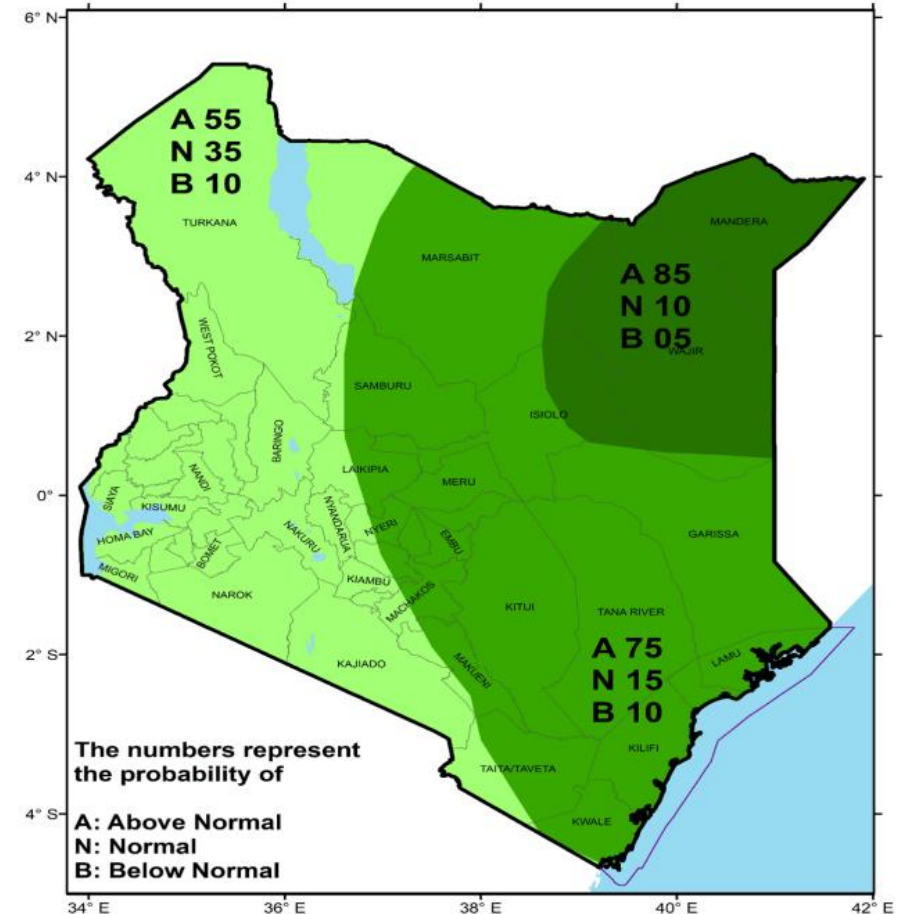 6° N
A 55
N 35
B 10
4° N
TURKANA
MANDERA
MARSABIT
A 85
N 10
B 05
2° N
WEST POKOT
WAJIR
SAMBURU
ISIOLO
BARINGO
LAIKIPIA
MERU
NANDI
SIAYA
0°
KISUMU
NYANDARUA
NYERI
HOMA BAY
NAKURU
EMBU
GARISSA
BOMET
MIGORI
KIAMBU
NAROK
MACHAKOS
KITUI
TANA RIVER
2° S
A 75
N 15
B 10
LAMU
KAJIADO
MAKUENI
KILIFI
The numbers represent
the probability of
TAITA/TAVETA
4° S
A: Above Normal
KWALE
N: Normal
B: Below Normal
34° E
36° E
38° E
40° E
42° E